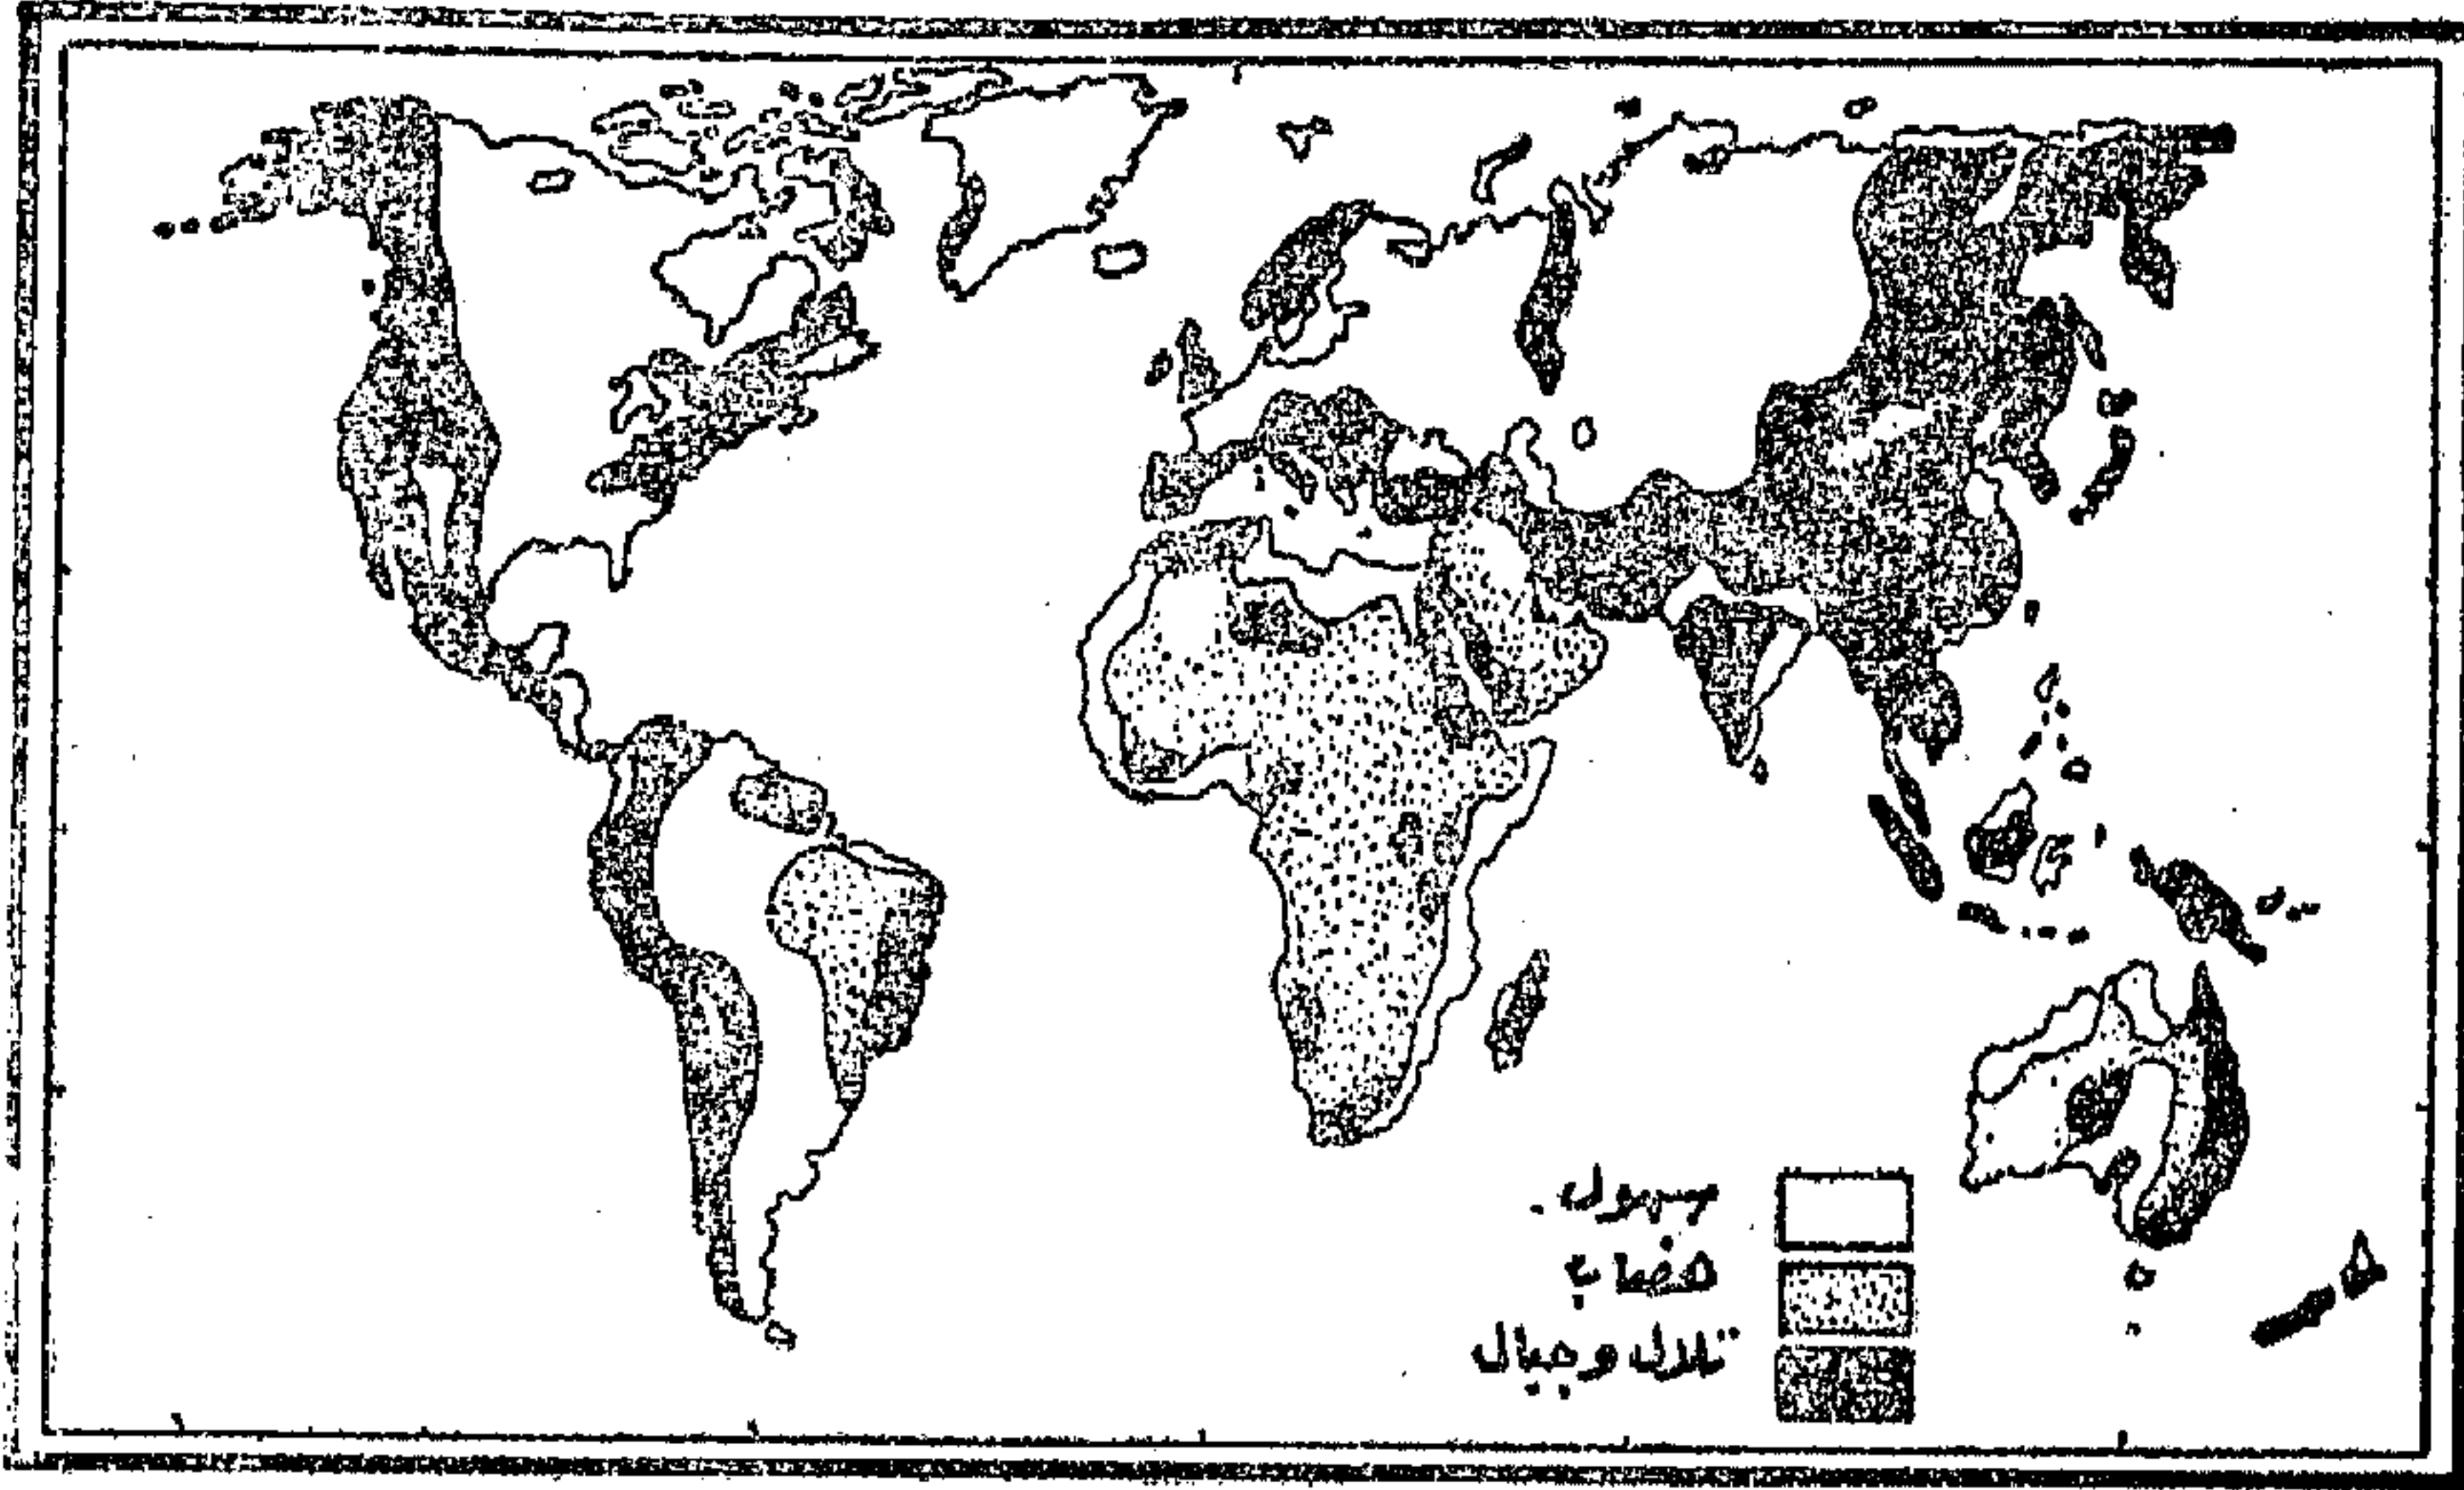 سهول.
هضاب
تلال وجبال